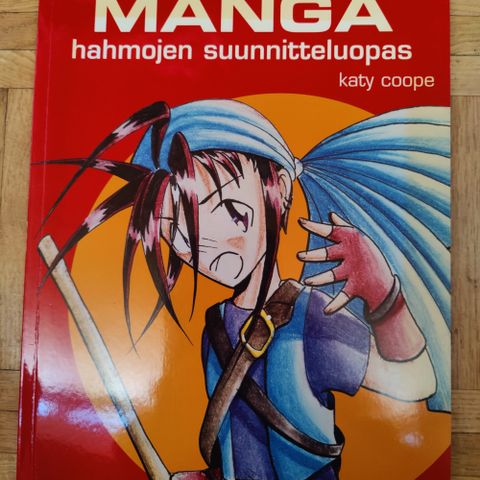 MANGA
hahmojen suunnitteluopas
katy coope